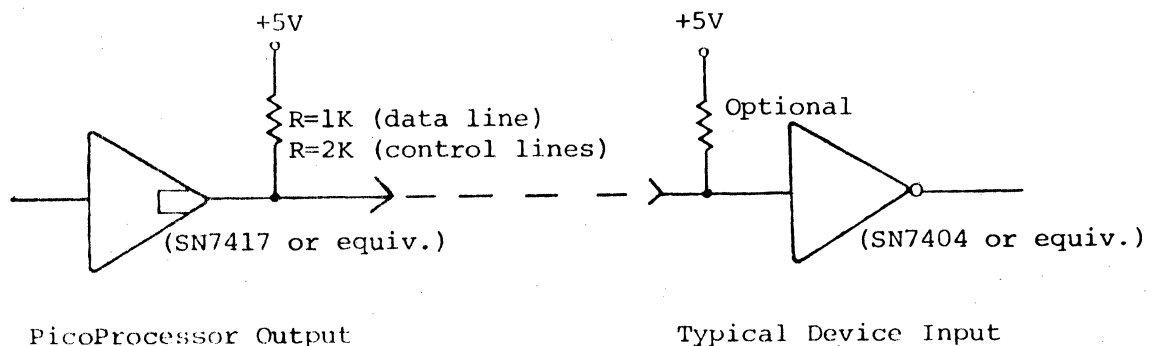 +5V
+5V
Optional
R=1K (data line)
R=2K (control lines)
(SN7417 or equiv.)
(SN7404 or equiv.)
PicoProcessor Output
Typical Device Input